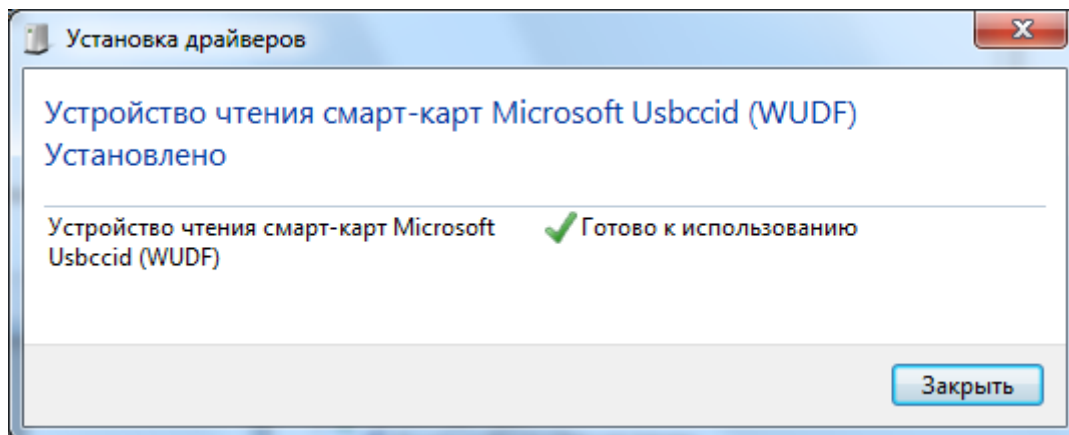 Установка драйверов
Устройство чтения смарт-карт Microsoft Usbccid (WUDF)
Установлено
Устройство чтения смарт-карт Microsoft
Usbccid (WUDF)
Готово к использованию
Закрыть